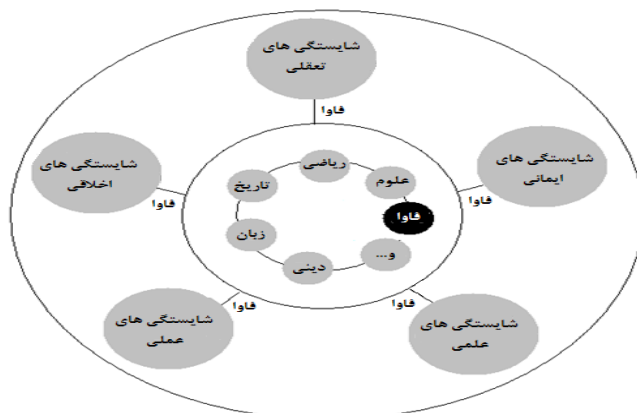 شایستگی های
تعقلی
فاوا
شایستگی های
ایمانی
فاوا
شایستگی های
علمی
فاوا
شایستگی های
عملی
فاوا
شایستگی های
اخلاقی
فاوا
ریاضی
علوم
فاوا
و...
دینی
زبان
تاریخ